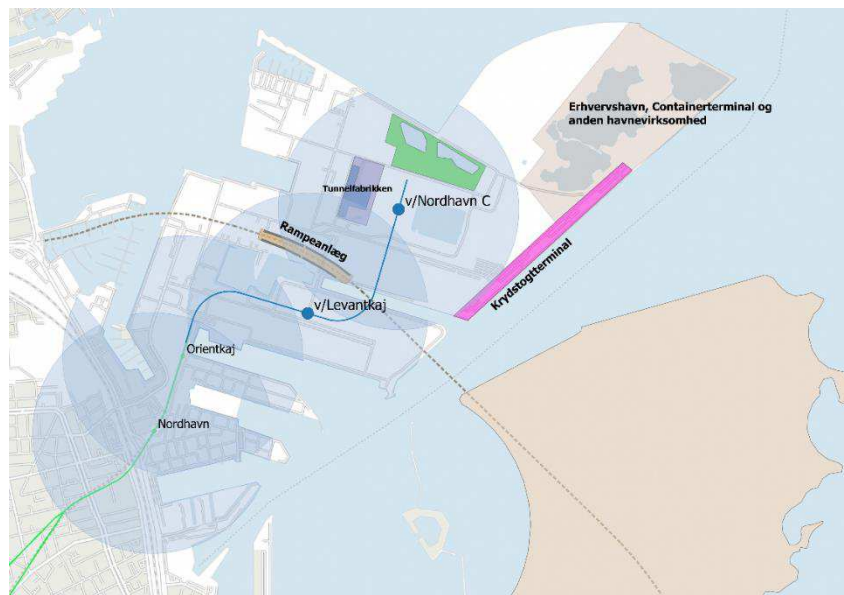 Erhvervshavn, Containerterminal og
anden havnevirksomhed
Tunnelfabrikken
v/Nordhavn C
Rampeanlæg
Krydstogtterminal
v/Levantkaj
Orientkaj
Nordhavn